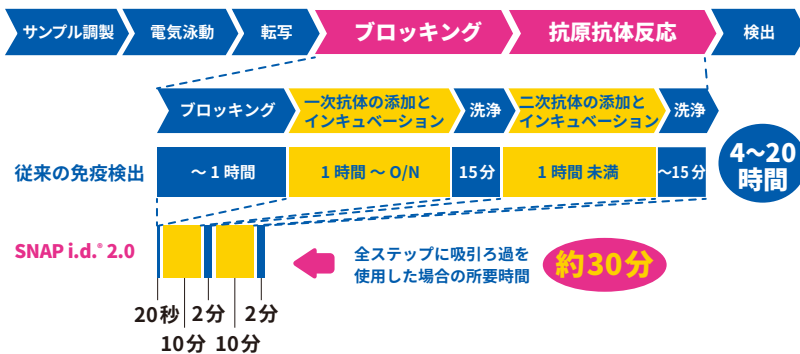 サンプル調製 電気泳動 転写 ブロッキング 抗原抗体反応 検出
ブロッキング
一次抗体の添加と
インキュベーション
洗浄
二次抗体の添加と
インキュベーション
洗浄
従来の免疫検出 ～1時間 1時間 ～ O/N 15分 1時間 未満 ～15分
4～20
時間
SNAP i.d.® 2.0
全ステップに吸引ろ過を
使用した場合の所要時間
約30分
20秒 2分 2分
10分 10分